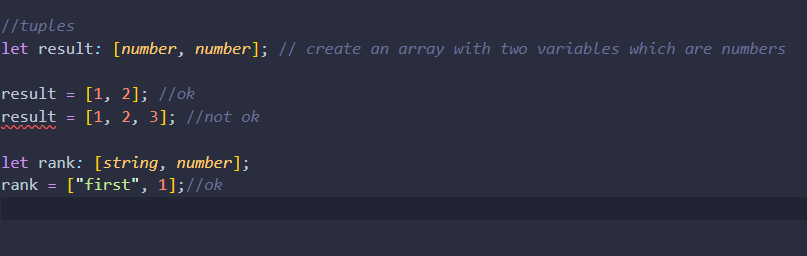 //tuples
let result: [number, number]; // create an array with two variables which are numbers
result = [1, 2]; //ok
result = [1, 2, 3]; //not ok
let rank: [string, number];
rank = ["first", 1];//ok